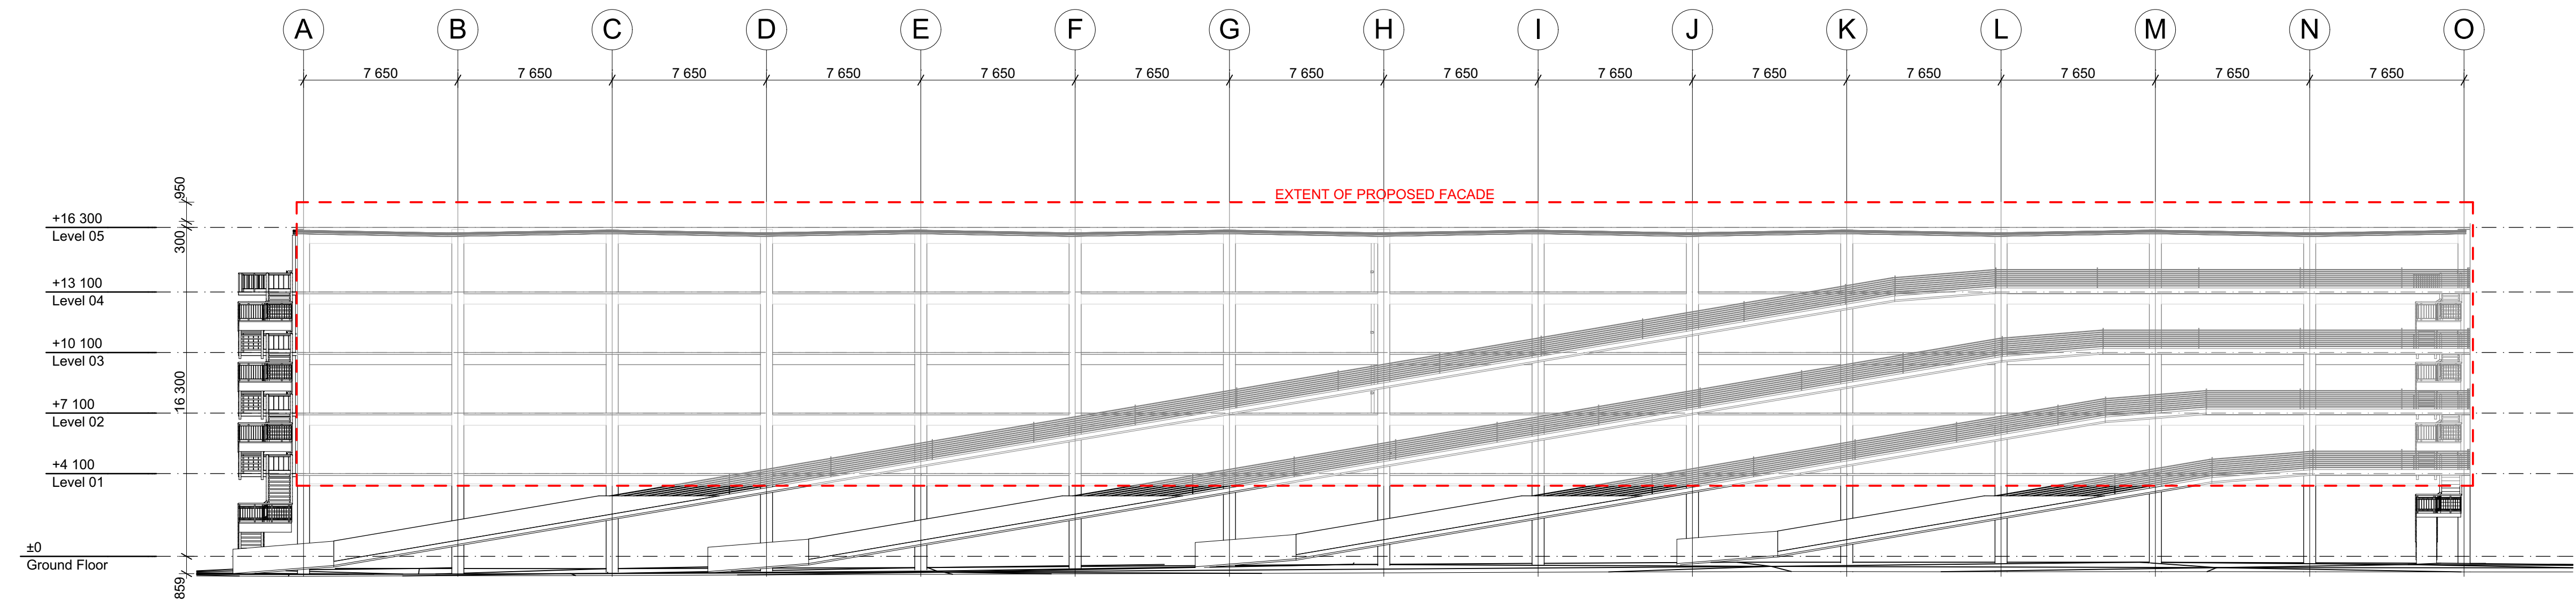 A B C D E F G H I J K L M N O
7 650 7 650 7 650 7 650 7 650 7 650 7 650 7 650 7 650 7 650 7 650 7 650 7 650 7 650
950
EXTENT OF PROPOSED FACADE
+16 300
Level 05
300
+13 100
Level 04
+10 100
Level 03
16 300
+7 100
Level 02
+4 100
Level 01
±0
Ground Floor
859